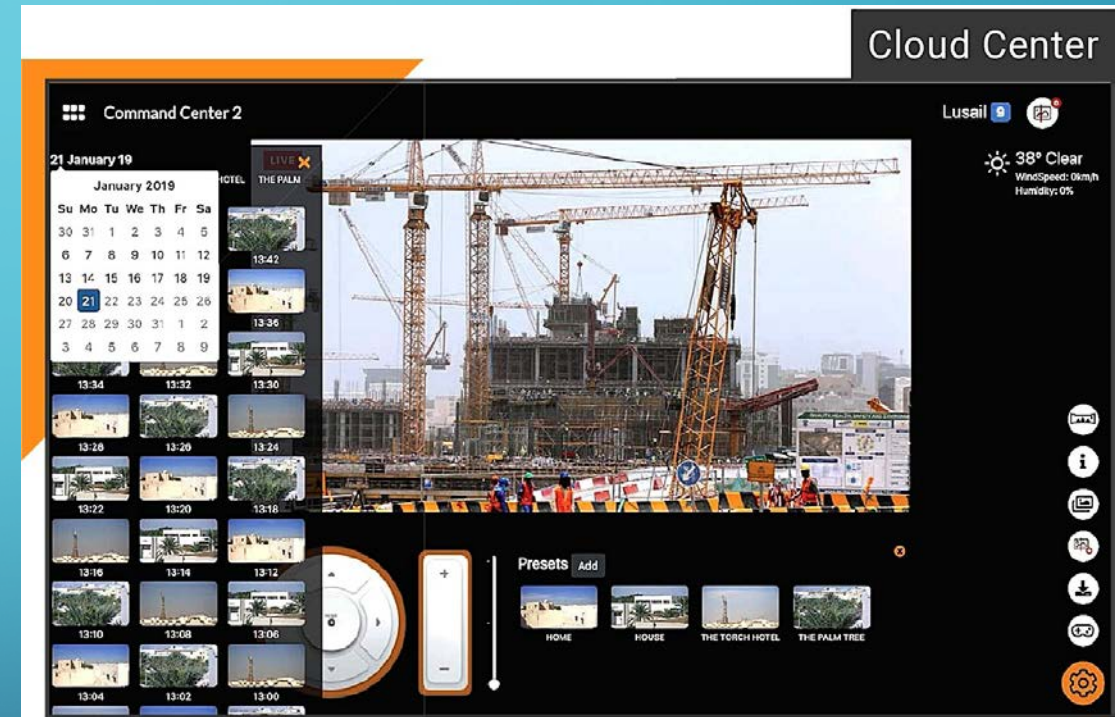 Cloud Center
Command Center 2
Lusail 9
21 January 19
LIVE
38° Clear
WindSpeed: 0km/h
Humidity: 0%
HOTEL THE PALM
January 2019
Su Mo Tu We Th Fr Sa
30 31 1 2 3 4 5
6 7 8 9 10 11 12
13 14 15 16 17 18 19
20 21 22 23 24 25 26
27 28 29 30 31 1 2
3 4 5 6 7 8 9
13:42
13:36
13:34 13:32 13:30
13:28 13:26 13:24
13:22 13:20 13:18
13:16 13:14 13:12
13:10 13:08 13:06
13:04 13:02 13:00
Presets Add
HOME HOUSE THE TORCH HOTEL THE PALM TREE